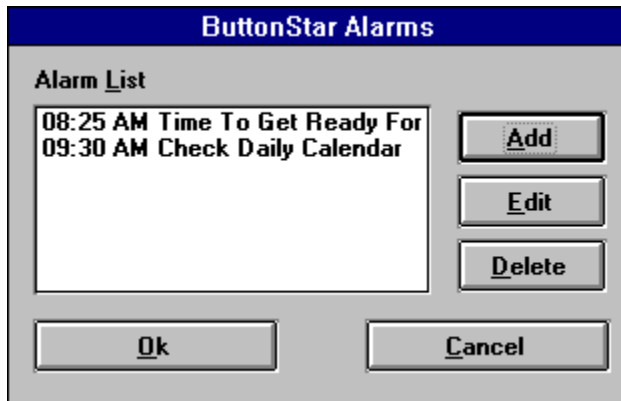 ButtonStar Alarms
Alarm List
08:25 AM Time To Get Ready For
09:30 AM Check Daily Calendar
Add
Edit
Delete
Ok
Cancel